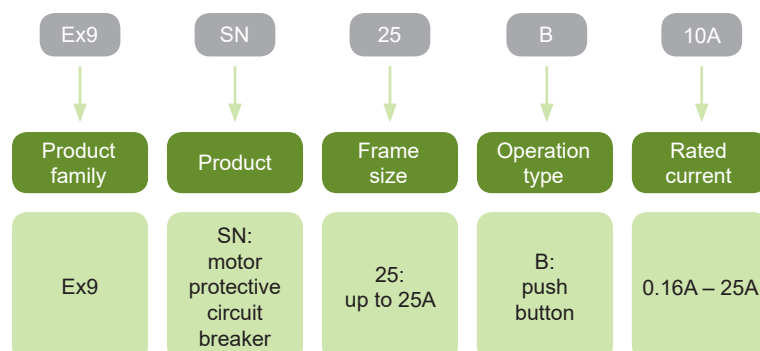 Ex9
SN
25
B
10A
Product
family
Product
Frame
size
Operation
type
Rated
current
Ex9
SN:
motor
protective
circuit
breaker
25:
up to 25A
B:
push
button
0.16A – 25A